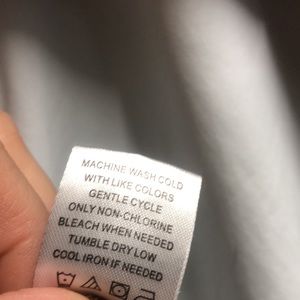 MACHINE WASH COLD
WITH LIKE COLORS
GENTLE CYCLE
ONLY NON-CHLORINE
BLEACH WHEN NEEDED
TUMBLE DRY LOW
COOL IRON IF NEEDED